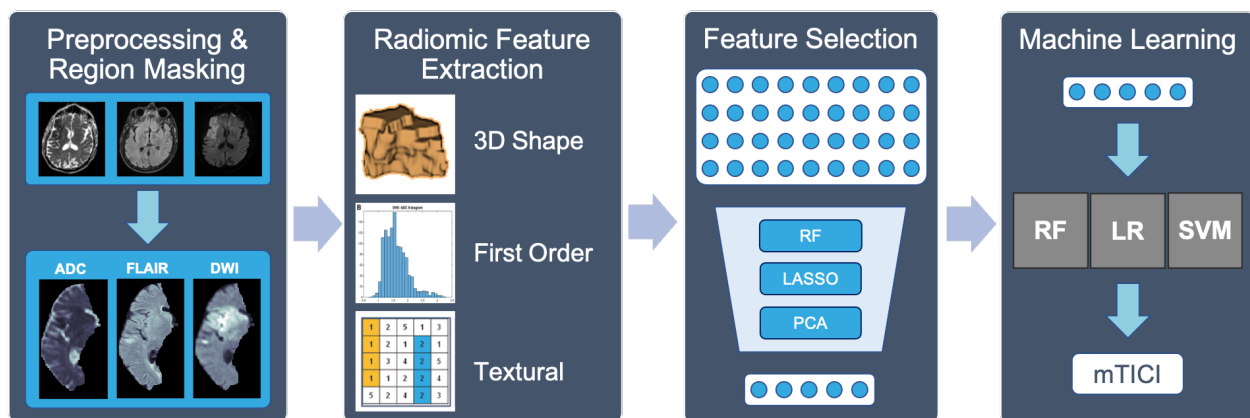 Preprocessing &
Region Masking
ADC FLAIR DWI
Radiomic Feature
Extraction
3D Shape
B
First Order
1 2 5 1 3
1 2 1 2 1
1 3 4 2 5
1 1 2 2 4
5 2 4 2 3
Textural
Feature Selection
RF
LASSO
PCA
Machine Learning
RF LR SVM
mTICI